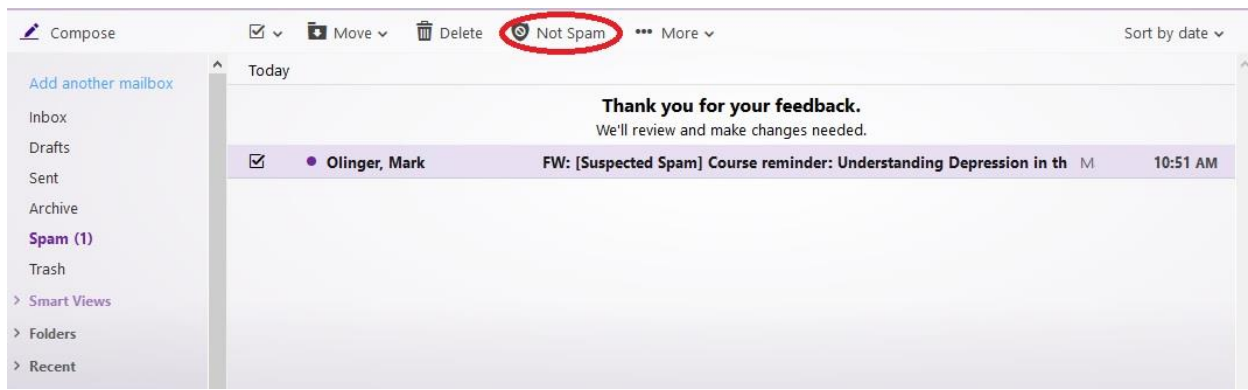 Compose
Move
Delete
Not Spam
••• More
Sort by date
Add another mailbox
Inbox
Drafts
Sent
Archive
Spam (1)
Trash
Smart Views
Folders
Recent
Today
Thank you for your feedback.
We'll review and make changes needed.
Olinger, Mark FW: [Suspected Spam] Course reminder: Understanding Depression in th M 10:51 AM